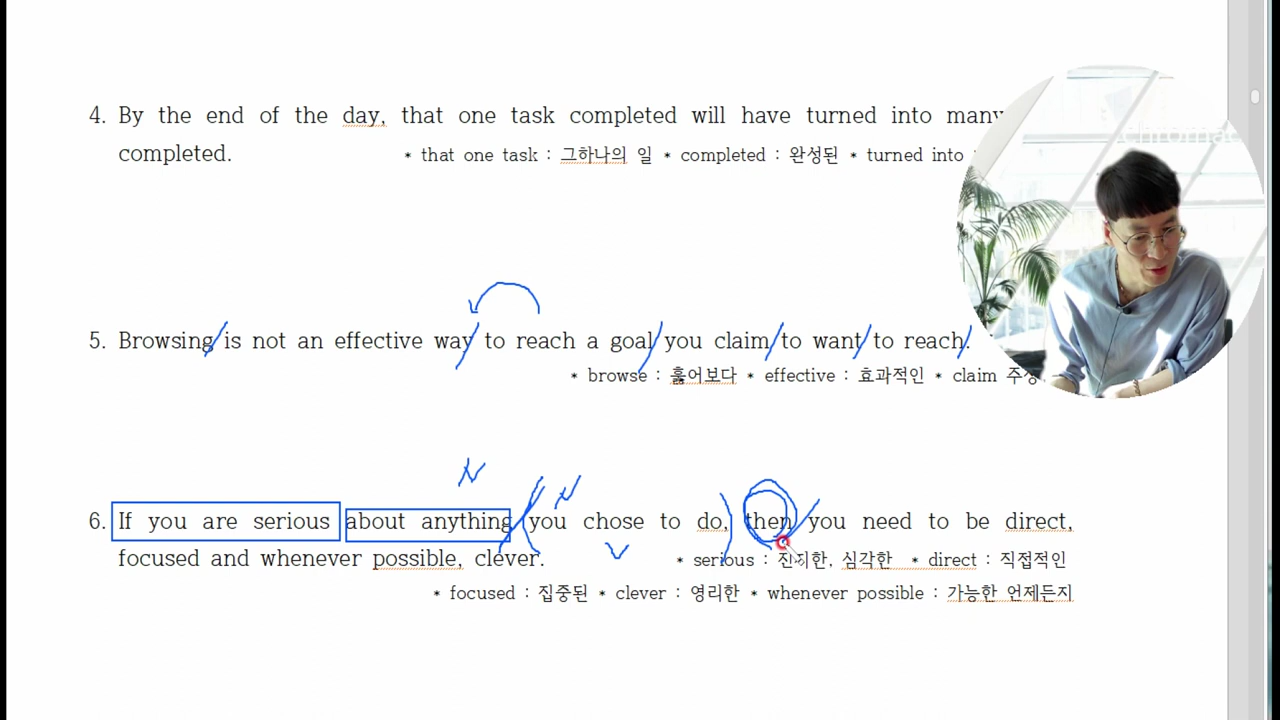 4. By the end of the day, that one task completed will have turned into many
completed. * that one task : 그하나의 일 * completed : 완성된 * turned into
5. Browsing is not an effective way to reach a goal you claim to want to reach.
* browse : 훑어보다 * effective : 효과적인 * claim 주장
N N
6. If you are serious about anything you chose to do, then you need to be direct,
V
focused and whenever possible, clever. * serious : 진지한, 심각한 * direct : 직접적인
* focused : 집중된 * clever : 영리한 * whenever possible : 가능한 언제든지